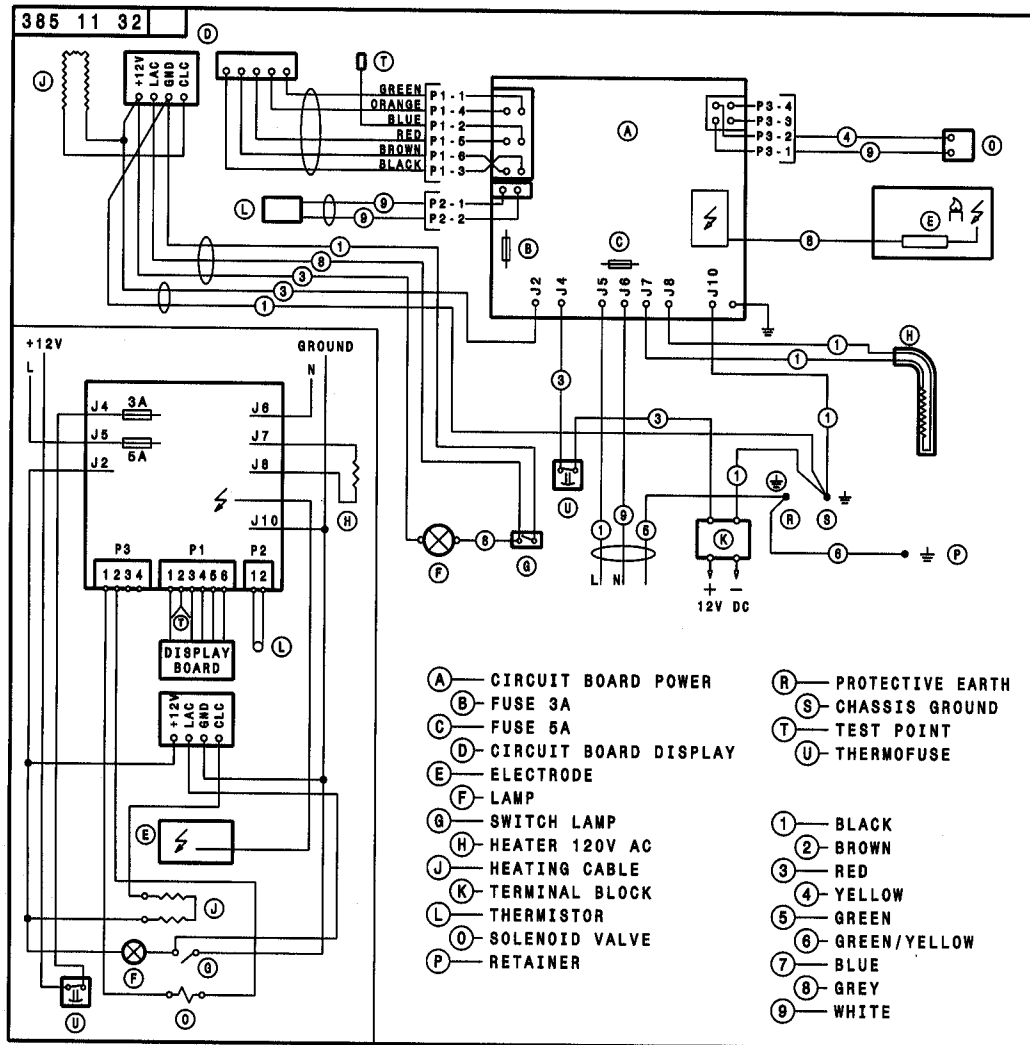 385 11 32
D
J
+12V LAC GND CLC
T
GREEN P1-1
ORANGE P1-4
BLUE P1-2
RED P1-5
BROWN P1-6
BLACK P1-3
A
P3-4
P3-3
P3-2 4
P3-1 9
O
L
9 P2-1
9 P2-2
B
C
E
8
1
8
3
3
1
J2 J4 J5 J6 J7 J8 J10
H
1
1
3
3
1
1
U
1 9 5
R S
K
6 P
F 8 G
L N
+ -
12V DC
+12V GROUND
L N
J4 3A J6
J5 5A J7
J2 J8
H
J10
P3 P1 P2
1234 123456 12
T
L
DISPLAY
BOARD
+12V LAC GND CLC
E
J
F G
U O
A CIRCUIT BOARD POWER
B FUSE 3A
C FUSE 5A
D CIRCUIT BOARD DISPLAY
E ELECTRODE
F LAMP
G SWITCH LAMP
H HEATER 120V AC
J HEATING CABLE
K TERMINAL BLOCK
L THERMISTOR
O SOLENOID VALVE
P RETAINER
R PROTECTIVE EARTH
S CHASSIS GROUND
T TEST POINT
U THERMOFUSE
1 BLACK
2 BROWN
3 RED
4 YELLOW
5 GREEN
6 GREEN/YELLOW
7 BLUE
8 GREY
9 WHITE